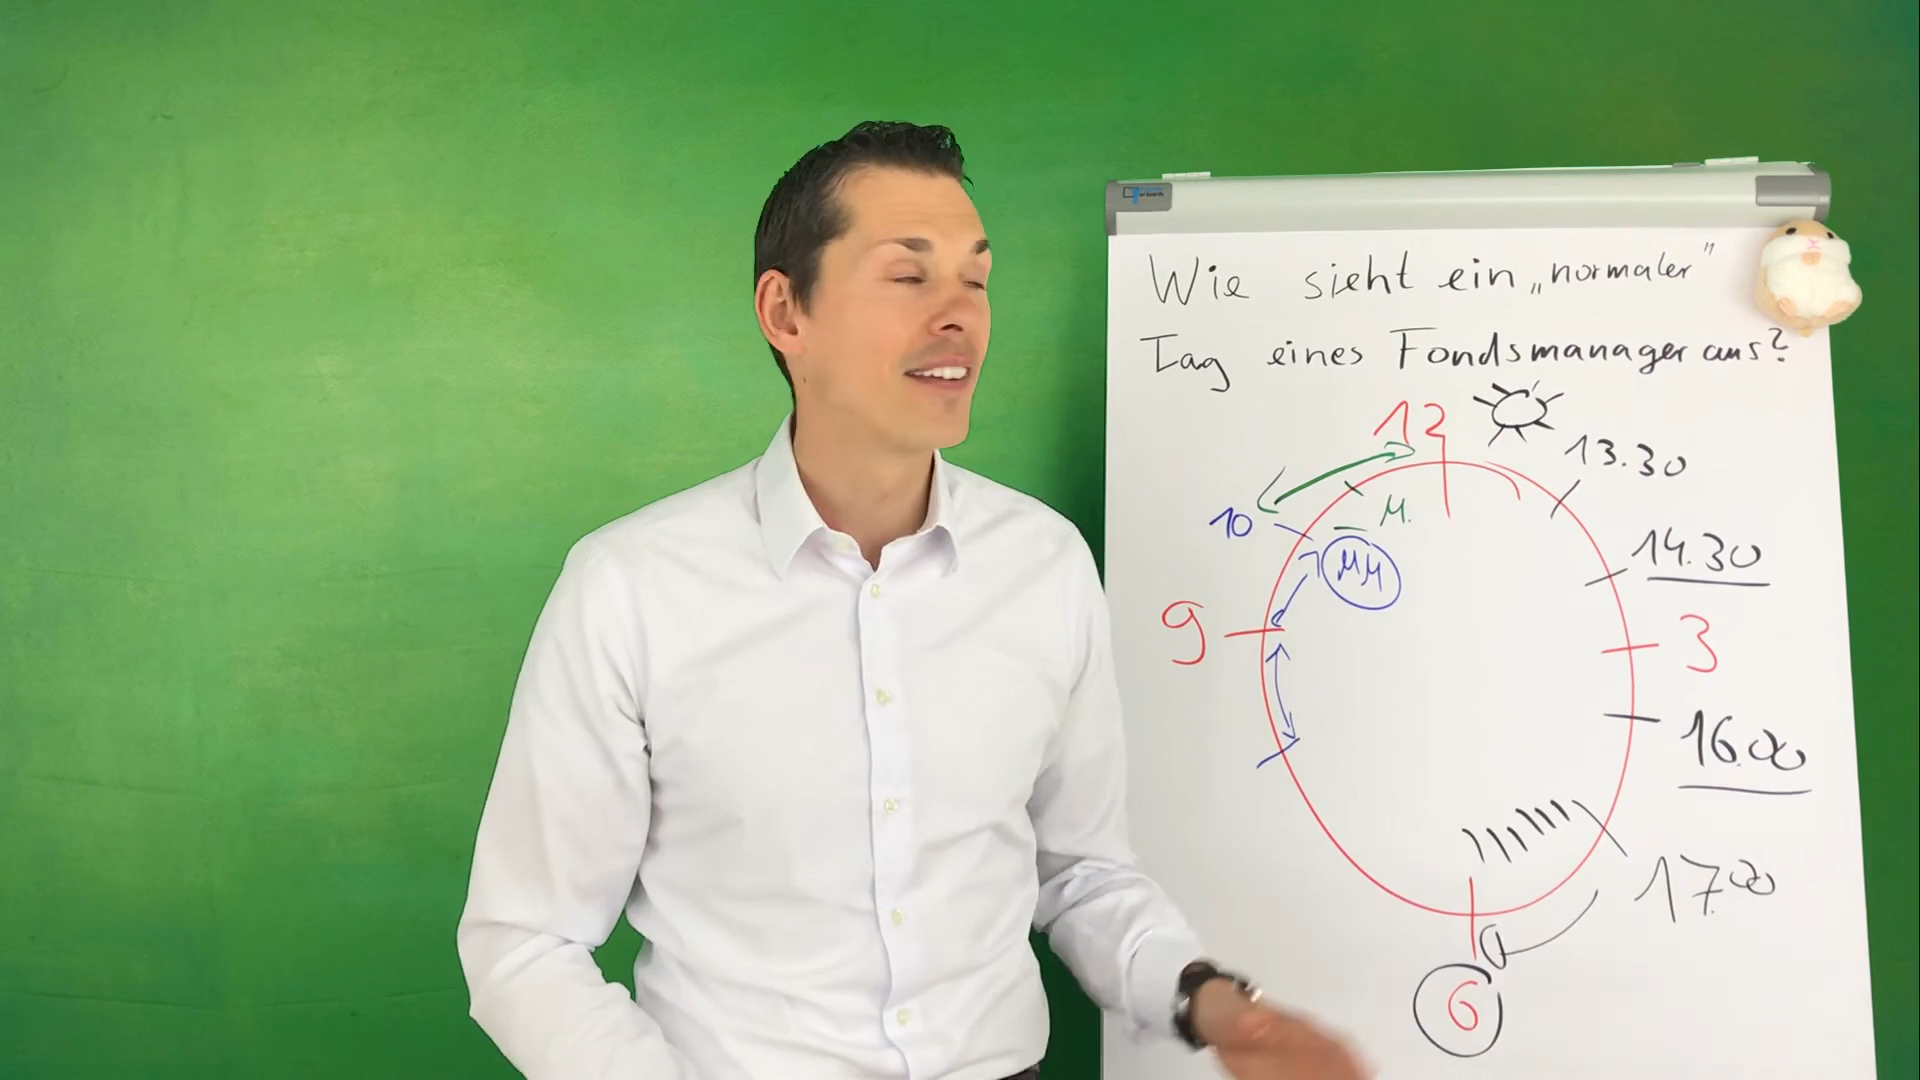 Wie sieht ein „normaler"
Tag eines Fondsmanager aus?
12
13.30
10
M.
14.30
MM
9
3
16.00
17.00
6